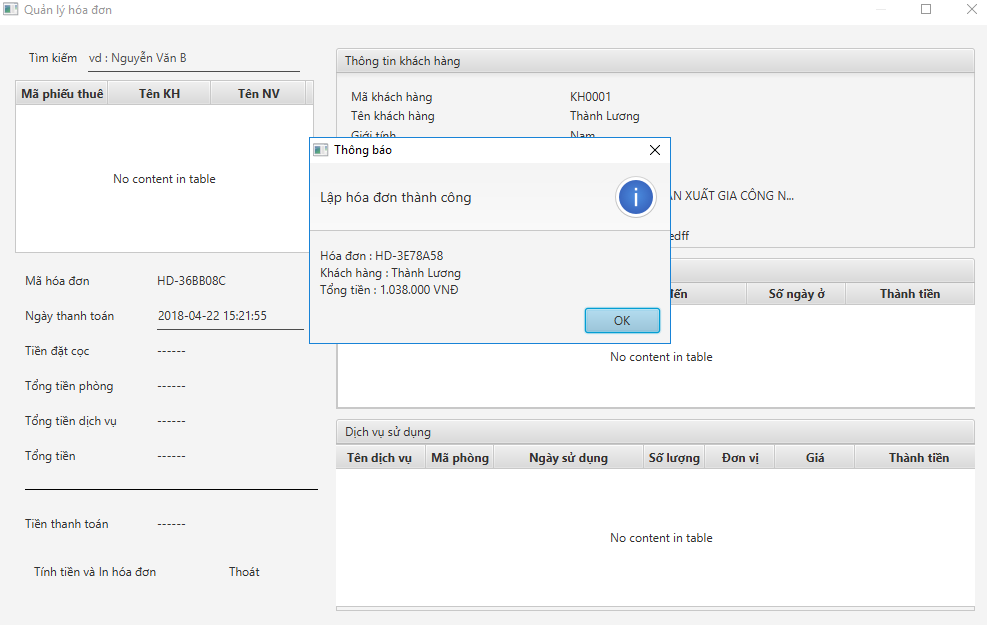 Quản lý hóa đơn
Tìm kiếm vd : Nguyễn Văn B
Mã phiếu thuê Tên KH Tên NV
No content in table
Mã hóa đơn HD-36BB08C
Ngày thanh toán 2018-04-22 15:21:55
Tiền đặt cọc ------
Tổng tiền phòng ------
Tổng tiền dịch vụ ------
Tổng tiền ------
Tiền thanh toán ------
Tính tiền và In hóa đơn Thoát
Thông tin khách hàng
Mã khách hàng KH0001
Tên khách hàng Thành Lương
Giới tính Nam
XUẤT GIA CÔNG N...
edff
Thông báo
Lập hóa đơn thành công
i
Hóa đơn : HD-3E78A58
Khách hàng : Thành Lương
Tổng tiền : 1.038.000 VNĐ
OK
Số ngày ở Thành tiền
No content in table
Dịch vụ sử dụng
Tên dịch vụ Mã phòng Ngày sử dụng Số lượng Đơn vị Giá Thành tiền
No content in table